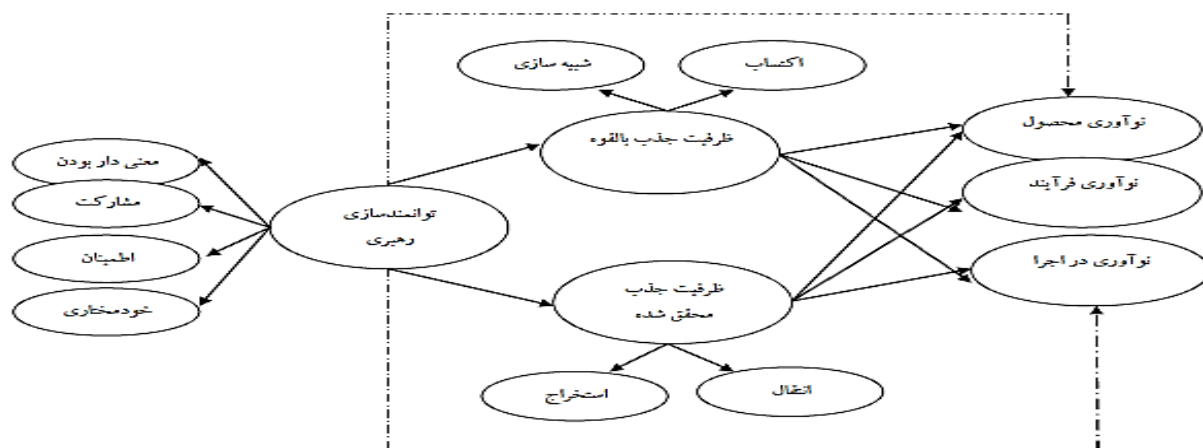 شبیه سازی
اکتساب
نوآوری محصول
ظرفیت جذب بالقوه
معنی دار بودن
نوآوری فرآیند
مشارکت
توانمندسازی
رهبری
اطمینان
نوآوری در اجرا
ظرفیت جذب
محقق شده
خودمختاری
استخراج
انتقال